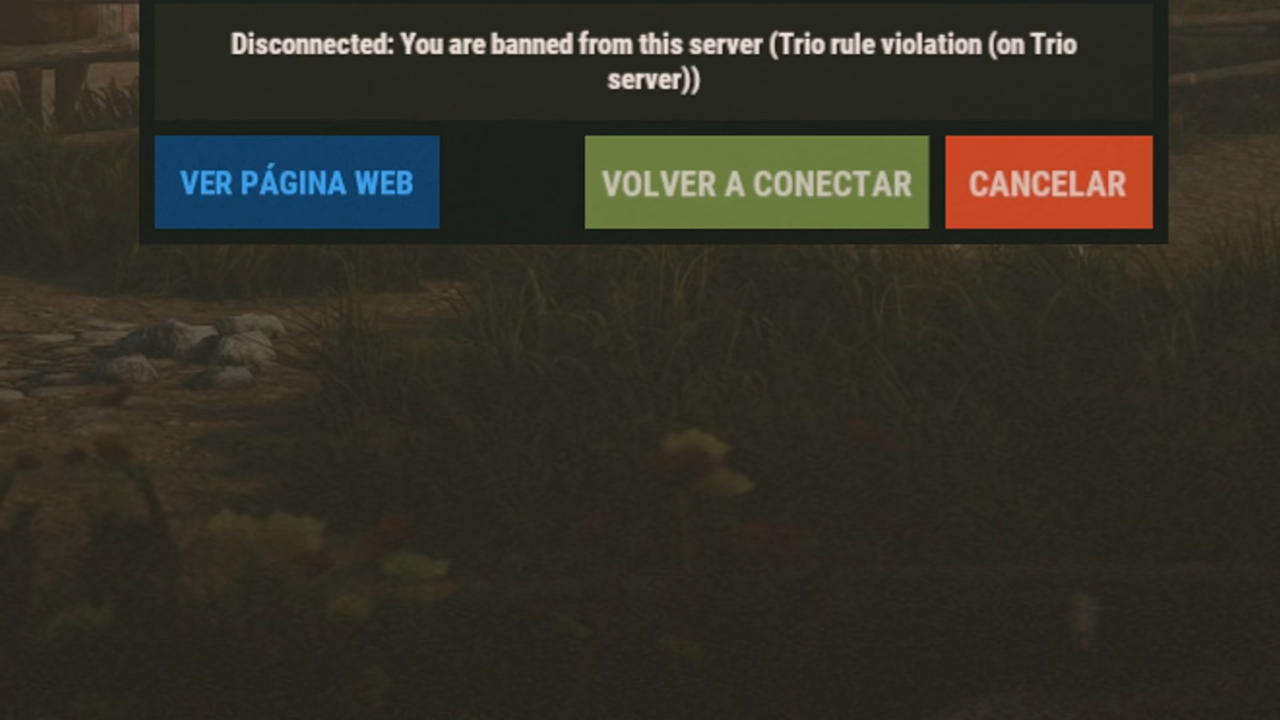 Disconnected: You are banned from this server (Trio rule violation (on Trio
server))
VER PÁGINA WEB
VOLVER A CONECTAR
CANCELAR